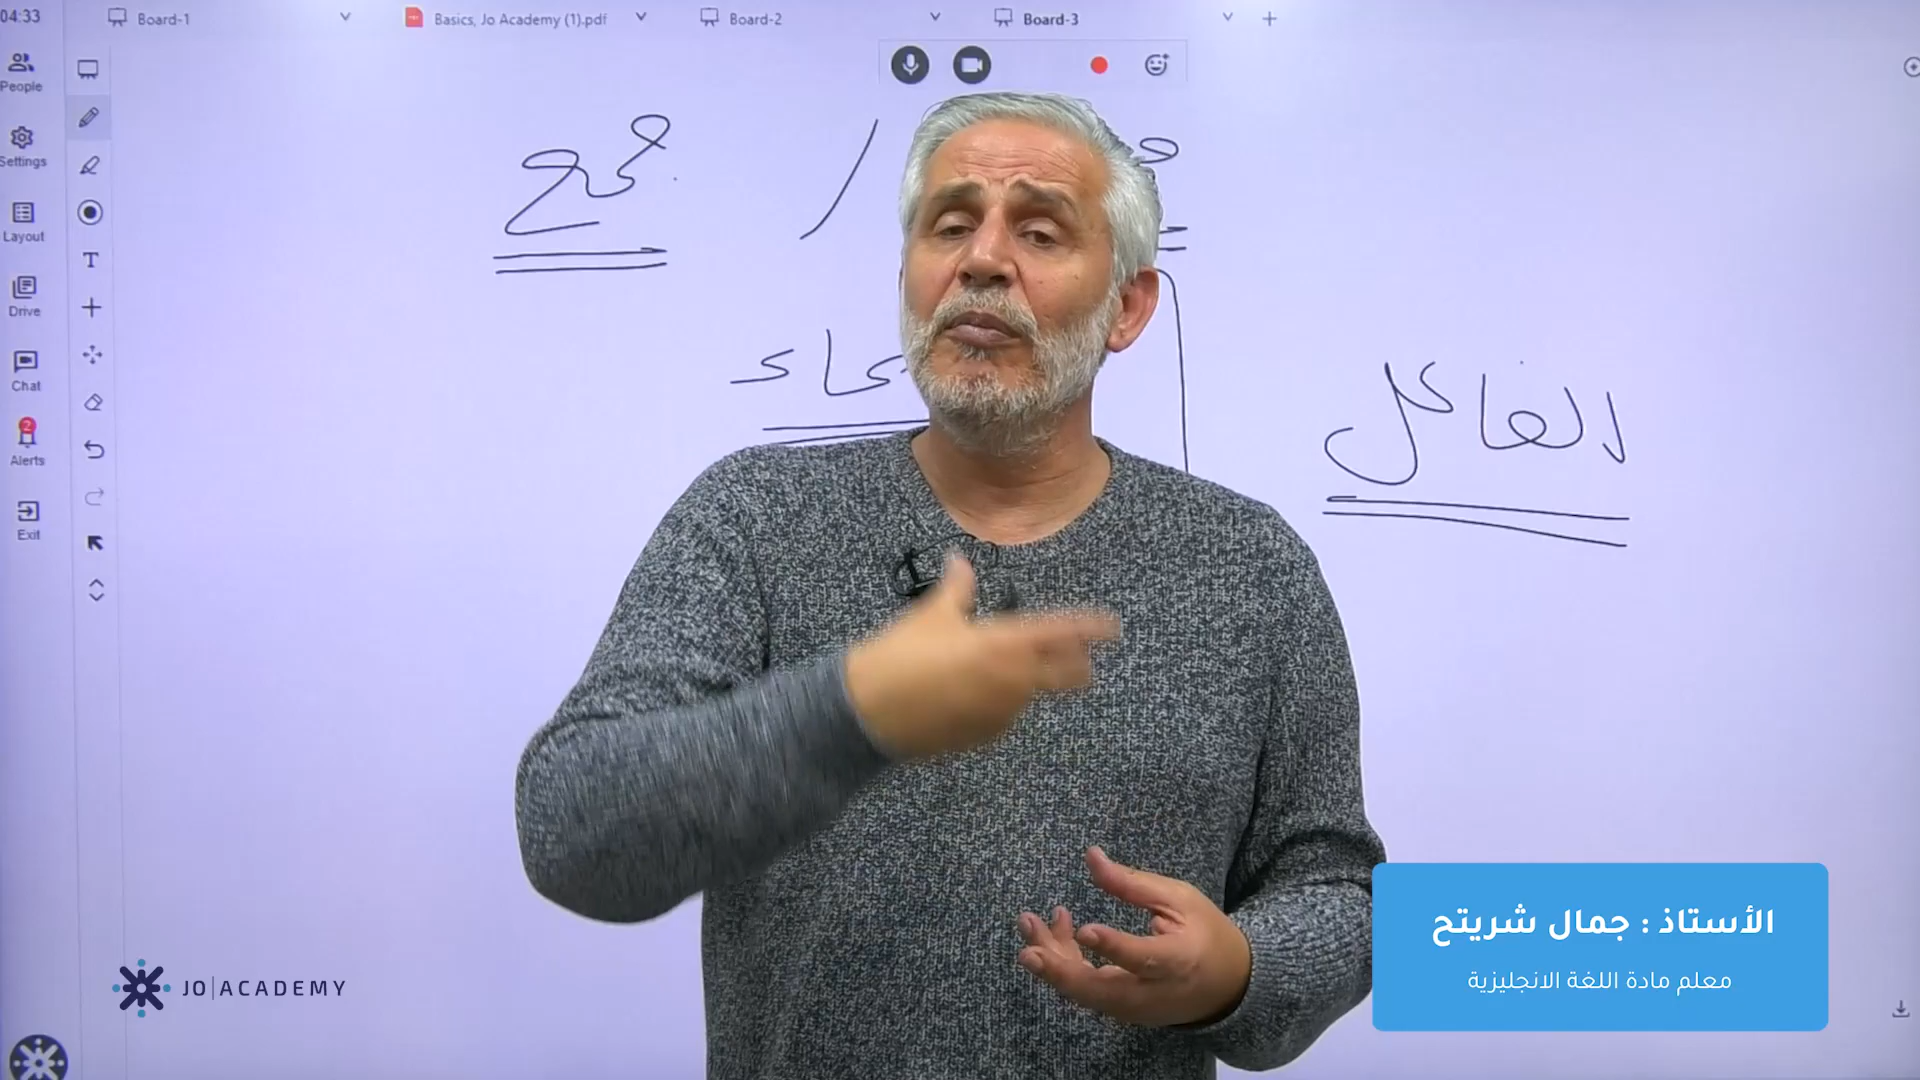 04:33
Board-1
Basics, Jo Academy (1).pdf
Board-2
Board-3
People
Settings
Layout
Drive
Chat
2
Alerts
Exit
T
الفاعل
الأستاذ : جمال شريتح
معلم مادة اللغة الانجليزية
JO|ACADEMY